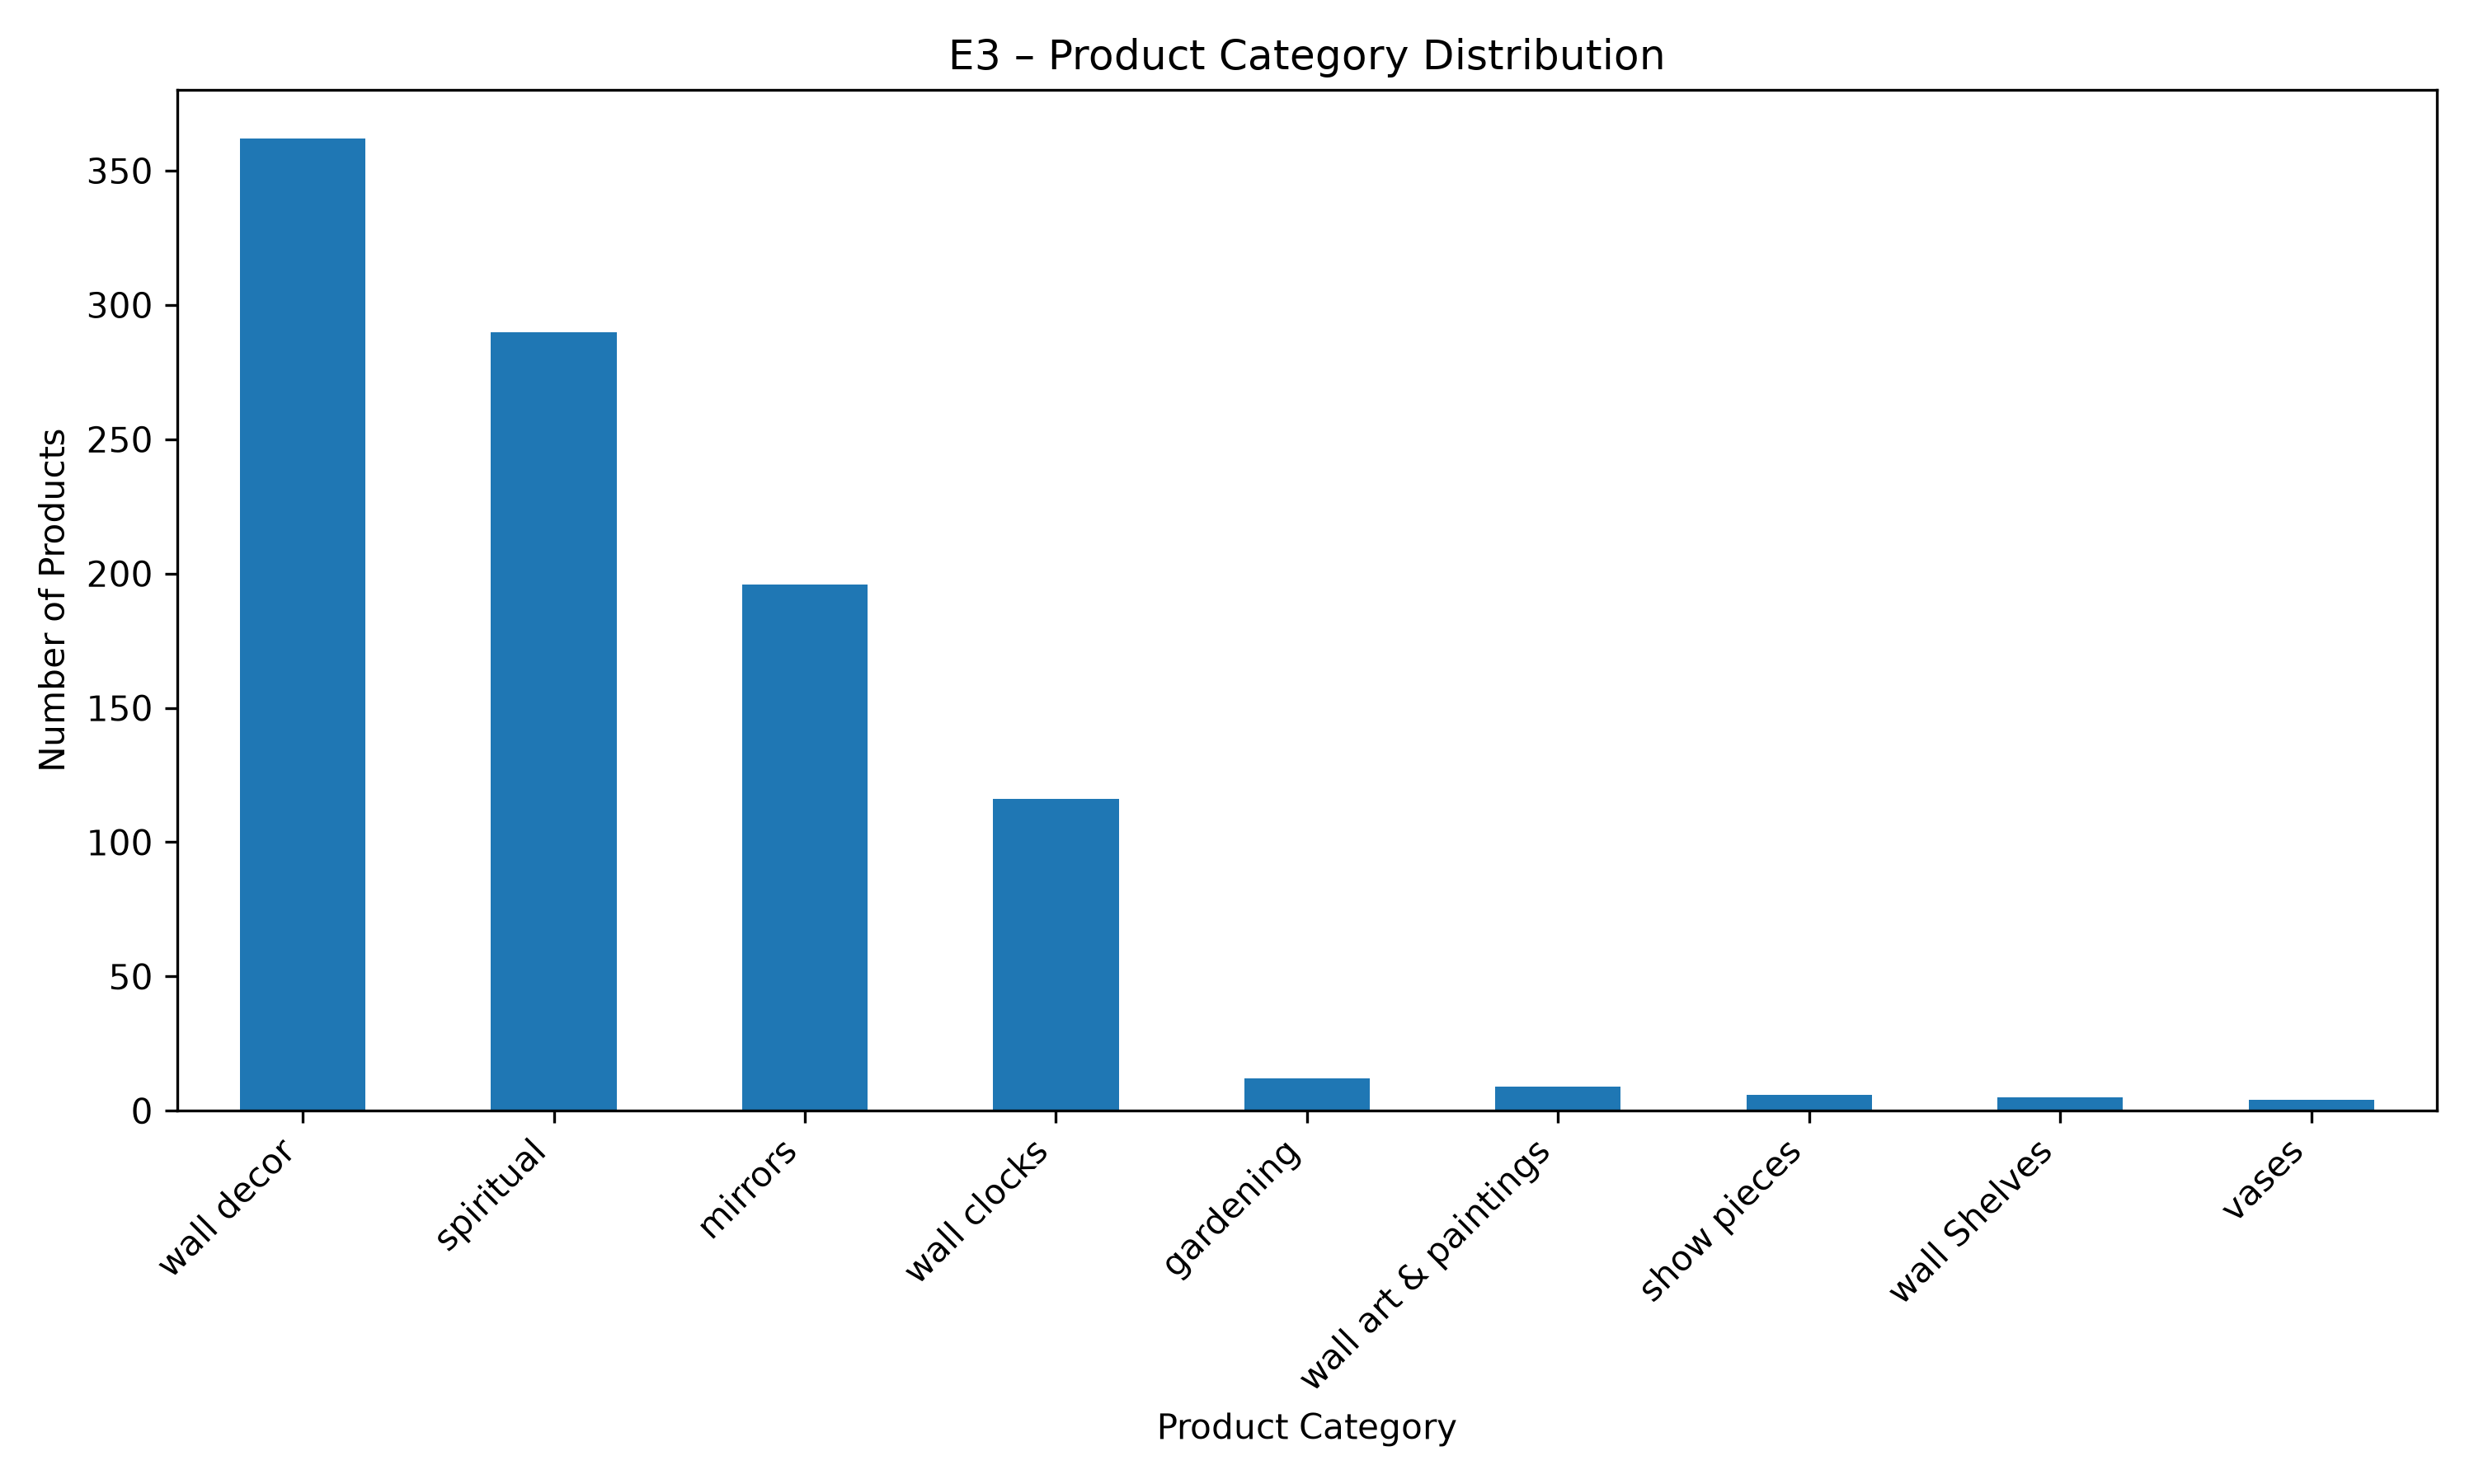 E3 – Product Category Distribution
Number of Products
350
300
250
200
150
100
50
0
wall decor
spiritual
mirrors
wall clocks
gardening
wall art & paintings
show pieces
wall Shelves
vases
Product Category